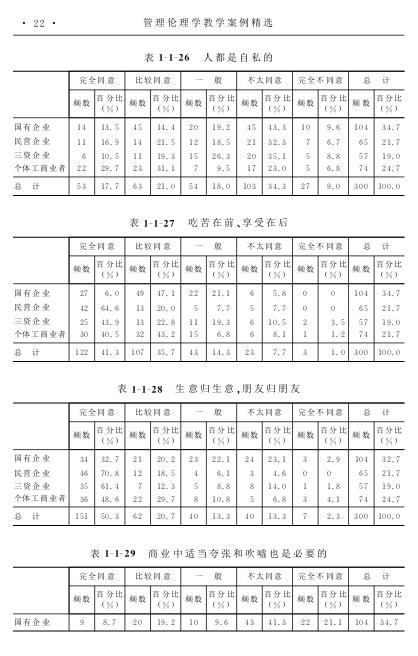 · 22 ·
管理伦理学教学案例精选
表 1-1-26 人都是自私的
完全同意 比较同意 一 般 不太同意 完全不同意 总 计
频数 百分比(%) 频数 百分比(%) 频数 百分比(%) 频数 百分比(%) 频数 百分比(%) 频数 百分比(%)
国有企业 14 13.5 45 14.4 20 19.2 45 43.3 10 9.6 104 34.7
民营企业 11 16.9 14 21.5 12 18.5 21 32.3 7 6.7 65 21.7
三资企业 6 10.5 11 19.3 15 26.3 20 35.1 5 8.8 57 19.0
个体工商业者 22 29.7 23 31.1 7 9.5 17 23.0 5 6.8 74 24.7
总 计 53 17.7 63 21.0 54 18.0 103 34.3 27 9.0 300 100.0
表 1-1-27 吃苦在前、享受在后
完全同意 比较同意 一 般 不太同意 完全不同意 总 计
频数 百分比(%) 频数 百分比(%) 频数 百分比(%) 频数 百分比(%) 频数 百分比(%) 频数 百分比(%)
国有企业 27 6.0 49 47.1 22 21.1 6 5.8 0 0 104 34.7
民营企业 42 64.6 13 20.0 5 7.7 5 7.7 0 0 65 21.7
三资企业 25 43.9 13 22.8 11 19.3 6 10.5 2 3.5 57 19.0
个体工商业者 30 40.5 32 43.2 15 6.8 6 8.1 1 1.2 74 21.7
总 计 122 41.3 107 35.7 43 14.3 23 7.7 3 1.0 300 100.0
表 1-1-28 生意归生意，朋友归朋友
完全同意 比较同意 一 般 不太同意 完全不同意 总 计
频数 百分比(%) 频数 百分比(%) 频数 百分比(%) 频数 百分比(%) 频数 百分比(%) 频数 百分比(%)
国有企业 34 32.7 21 20.2 23 22.1 24 23.1 3 2.9 104 32.7
民营企业 46 70.8 12 18.5 4 6.1 3 4.6 0 0 65 21.7
三资企业 35 61.4 7 12.3 5 8.8 8 14.0 1 1.8 57 19.0
个体工商业者 36 48.6 22 29.7 8 10.8 5 6.8 3 4.1 74 24.7
总 计 151 50.3 62 20.7 40 13.3 40 13.3 7 2.3 300 100.0
表 1-1-29 商业中适当夸张和吹嘘也是必要的
完全同意 比较同意 一 般 不太同意 完全不同意 总 计
频数 百分比(%) 频数 百分比(%) 频数 百分比(%) 频数 百分比(%) 频数 百分比(%) 频数 百分比(%)
国有企业 9 8.7 20 19.2 10 9.6 43 41.3 22 21.1 104 34.7